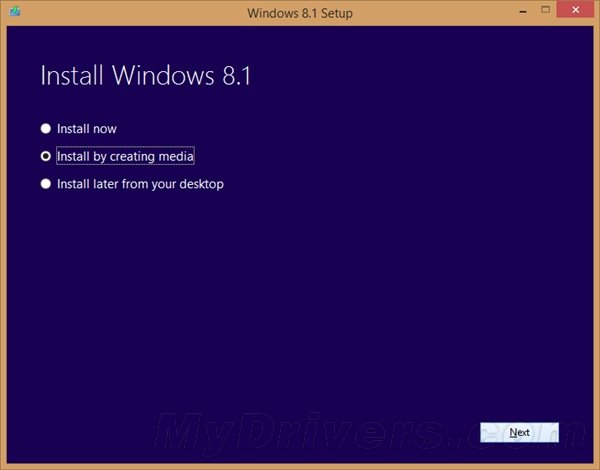 Windows 8.1 Setup
Install Windows 8.1
Install now
Install by creating media
Install later from your desktop
Next
MyDrivers.com